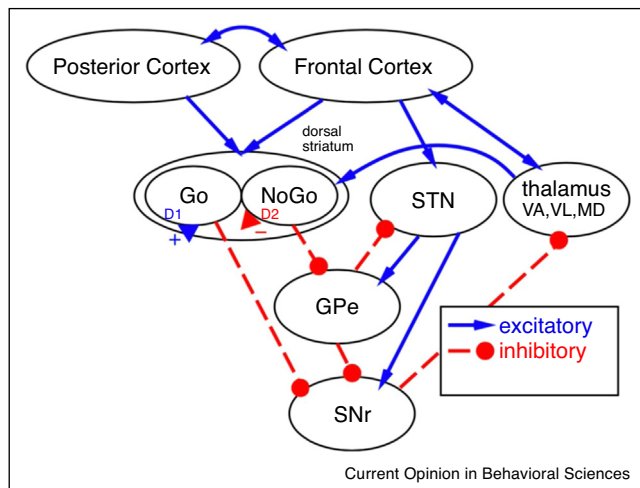 Posterior Cortex
Frontal Cortex
dorsal
striatum
Go
NoGo
D1
D2
+
−
STN
thalamus
VA,VL,MD
GPe
excitatory
inhibitory
SNr
Current Opinion in Behavioral Sciences